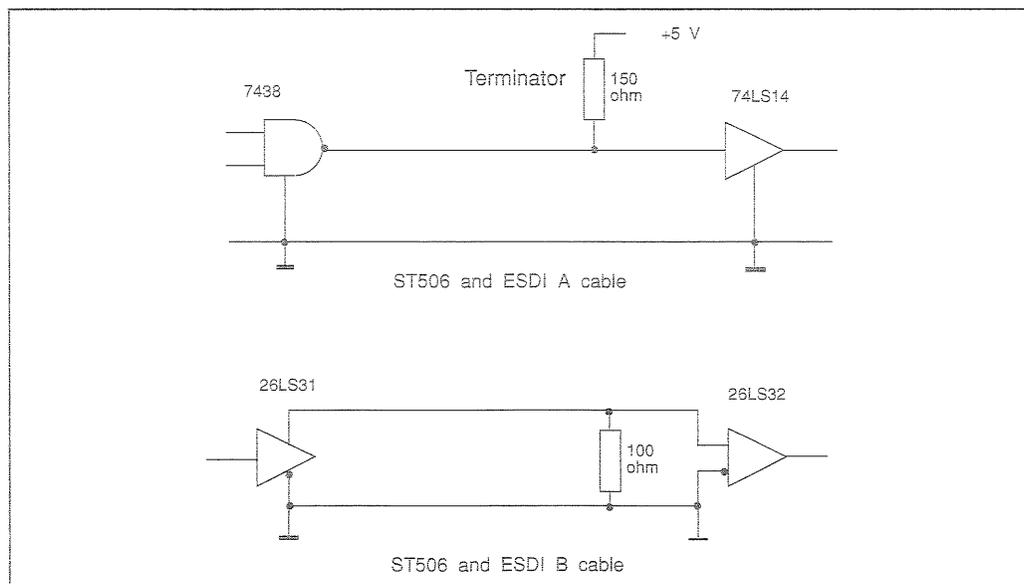 +5 V
Terminator
150
ohm
7438
74LS14
ST506 and ESDI A cable
26LS31
26LS32
100
ohm
ST506 and ESDI B cable